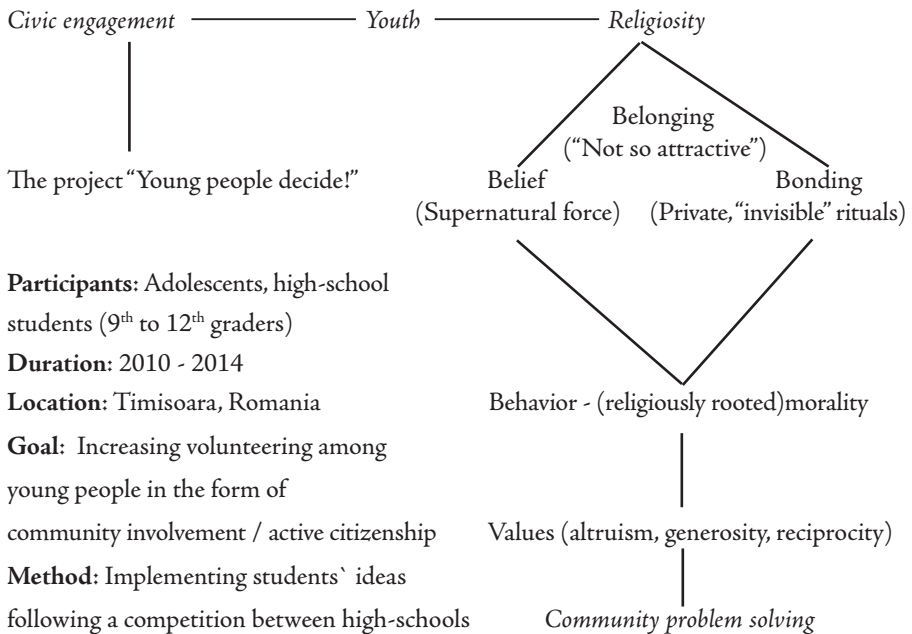 Civic engagement Youth Religiosity
Belonging
(“Not so attractive”)
The project “Young people decide!”
Belief Bonding
(Supernatural force) (Private, “invisible” rituals)
Participants: Adolescents, high-school
students (9th to 12th graders)
Duration: 2010 - 2014
Location: Timisoara, Romania
Goal: Increasing volunteering among
young people in the form of
community involvement / active citizenship
Method: Implementing students` ideas
following a competition between high-schools
Behavior - (religiously rooted)morality
Values (altruism, generosity, reciprocity)
Community problem solving